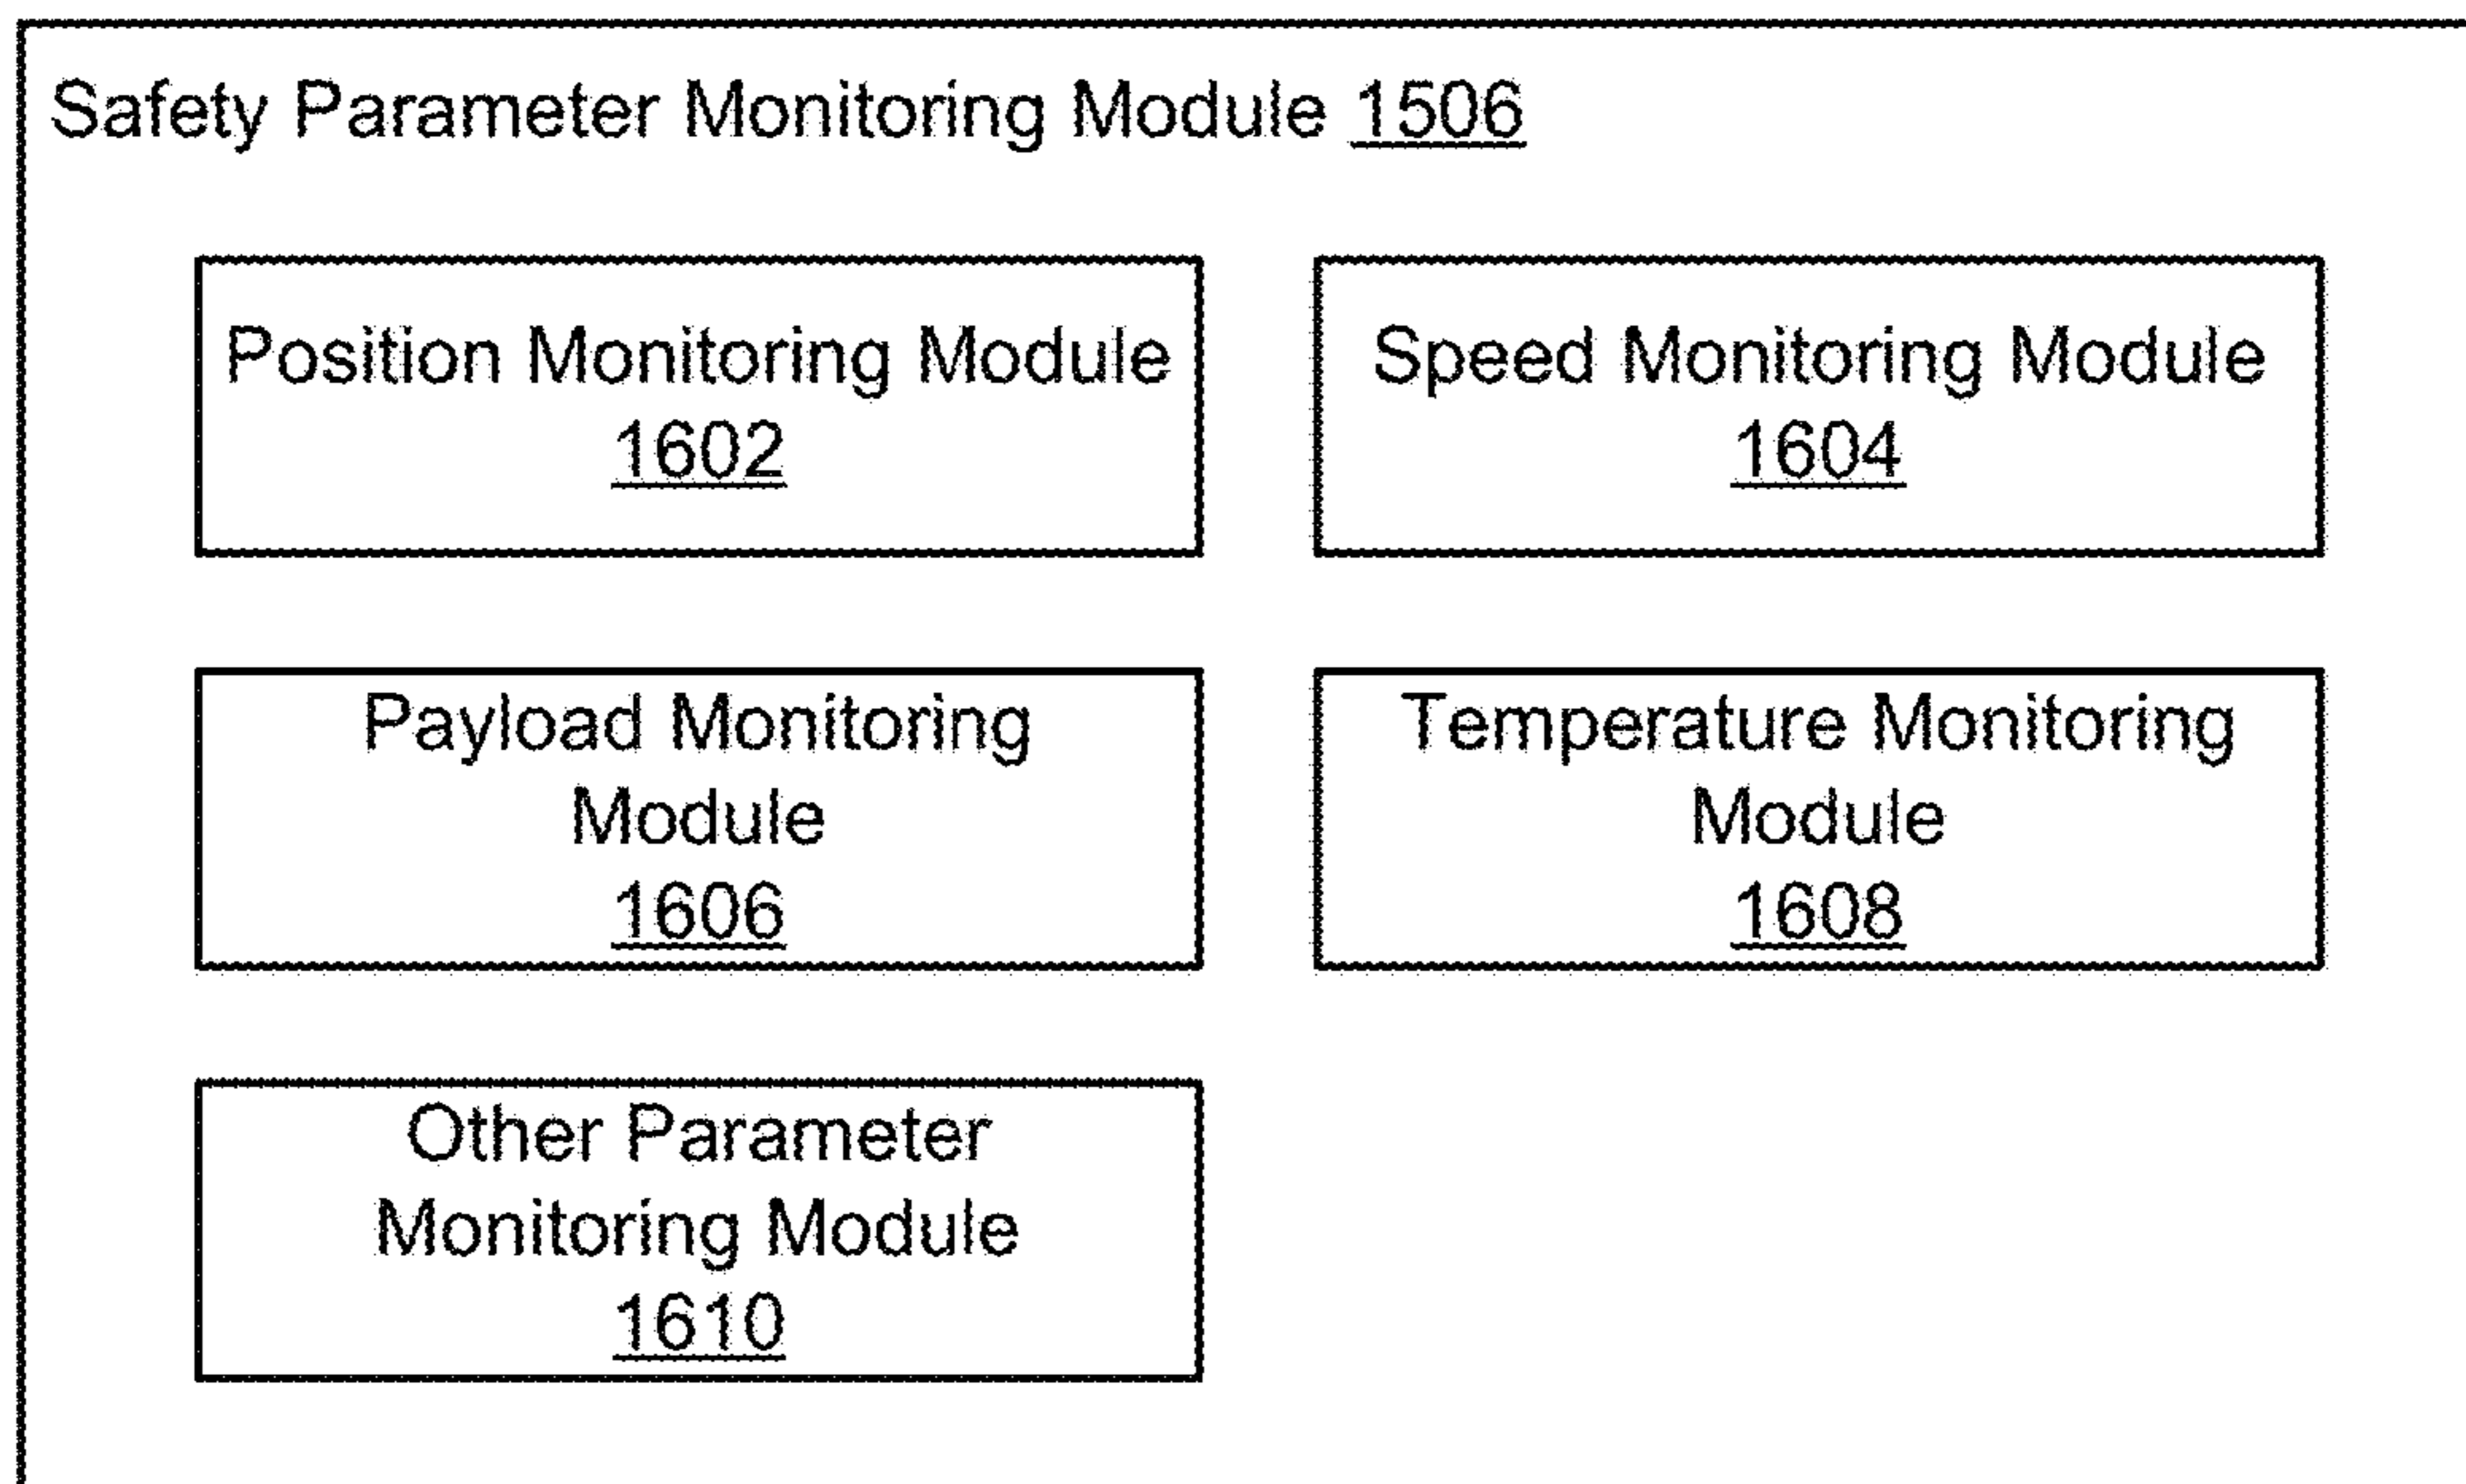 Safety Parameter Monitoring Module 1506
Position Monitoring Module
1602
Speed Monitoring Module
1604
Payload Monitoring
Module
1606
Temperature Monitoring
Module
1608
Other Parameter
Monitoring Module
1610